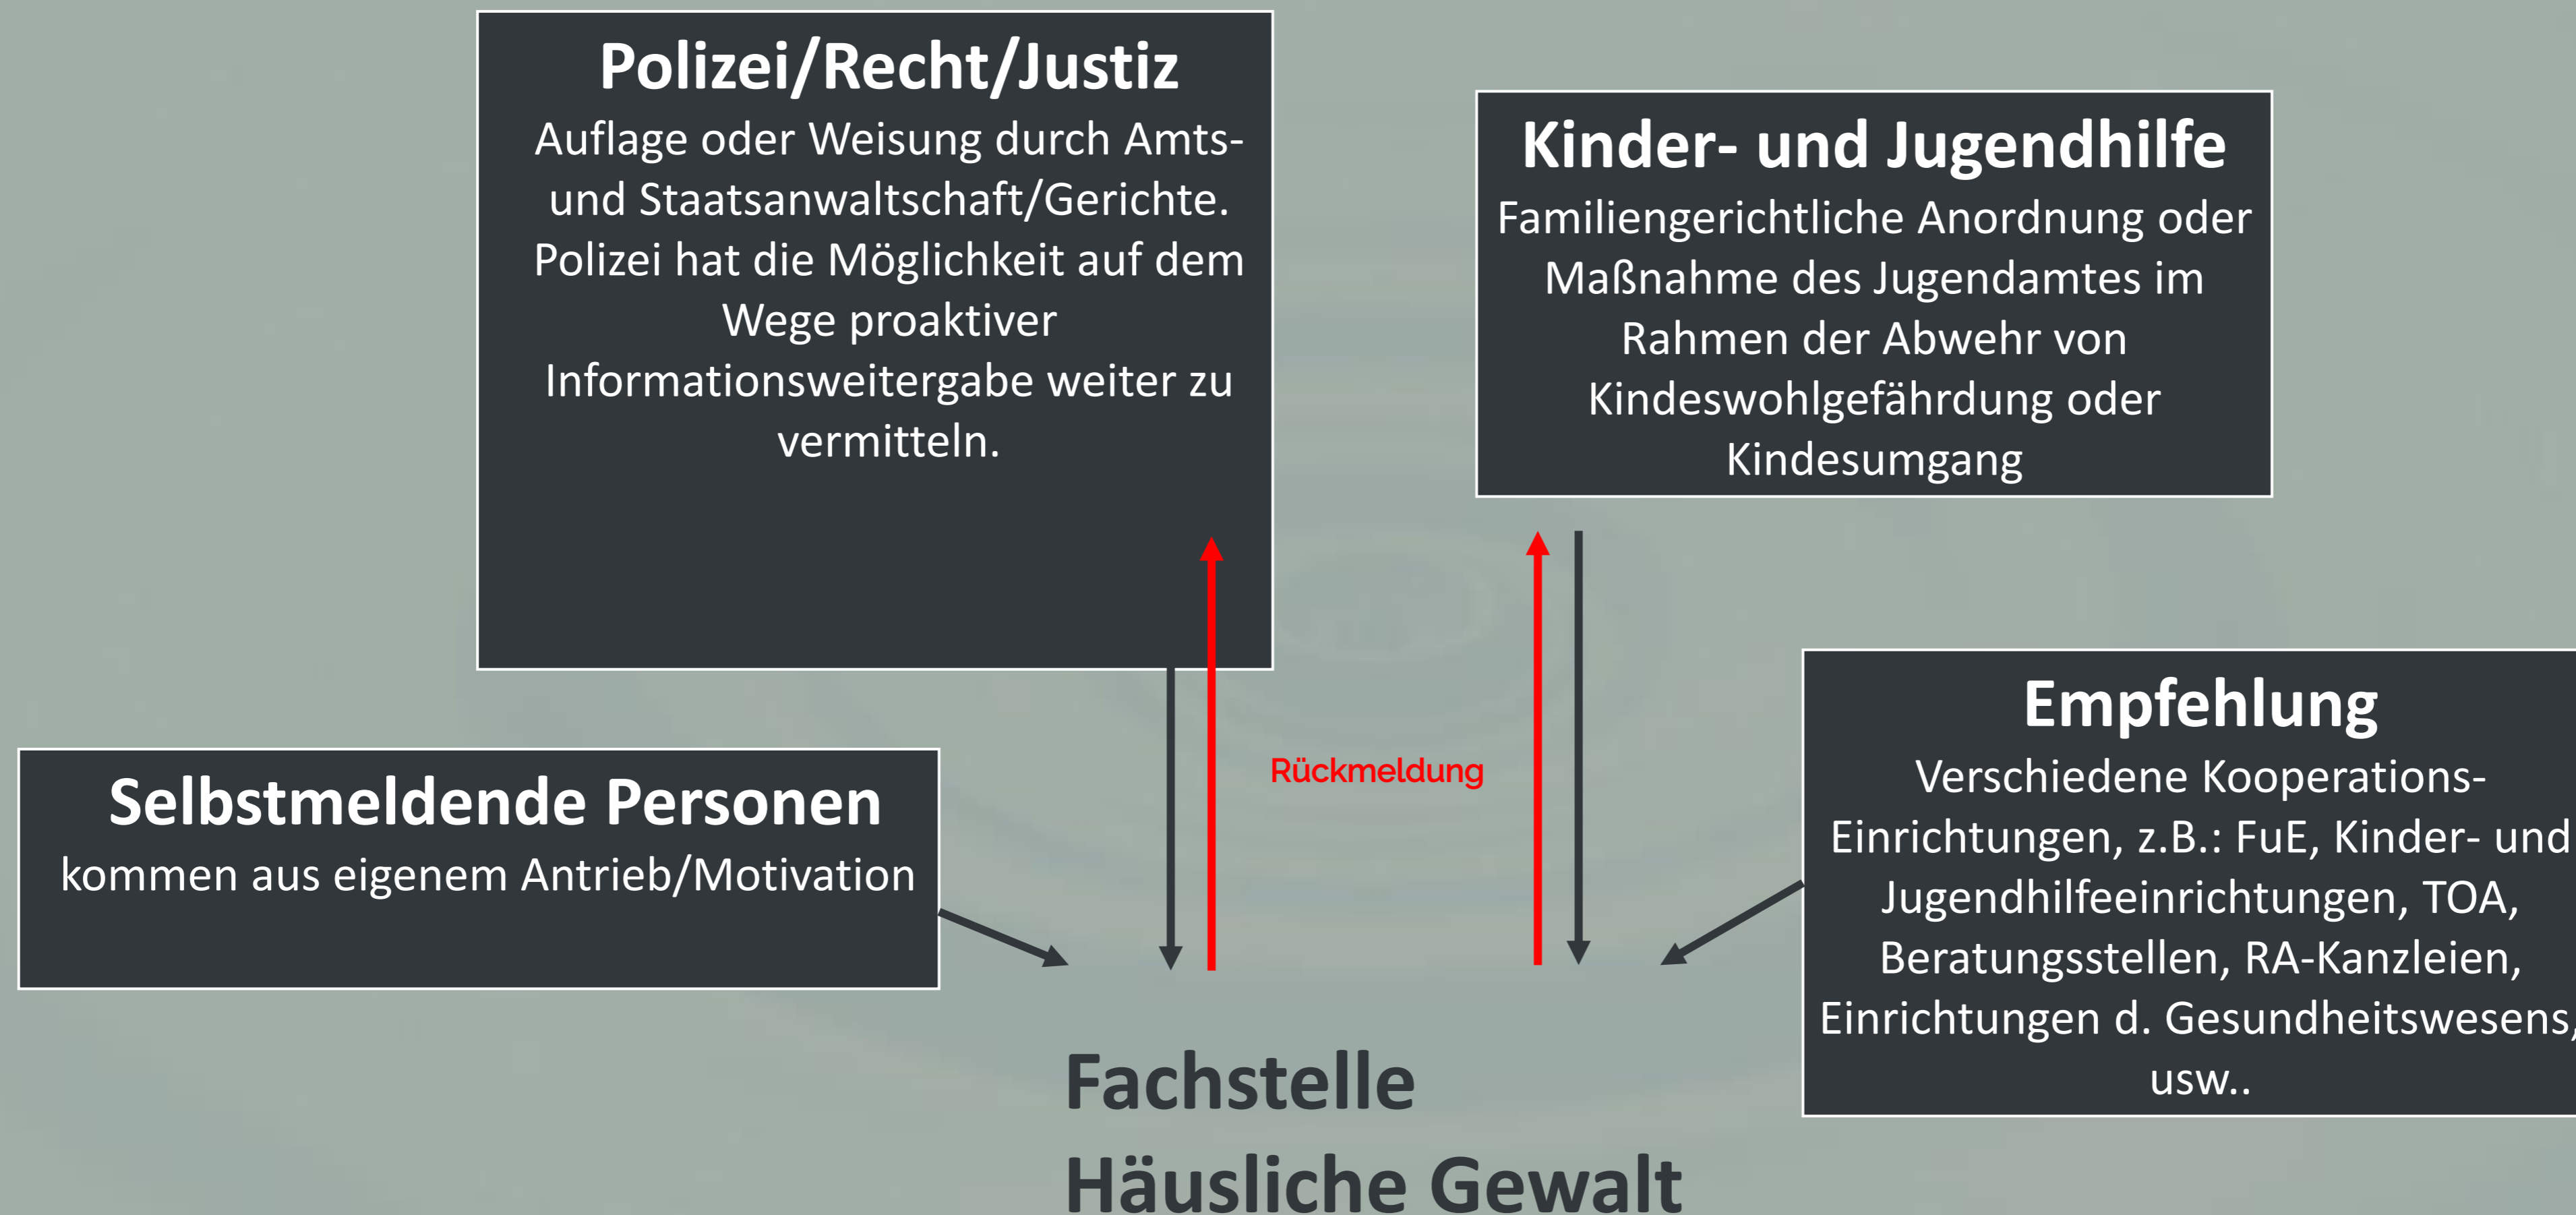 Polizei/Recht/Justiz
Auflage oder Weisung durch Amts-
und Staatsanwaltschaft/Gerichte.
Polizei hat die Möglichkeit auf dem
Wege proaktiver
Informationsweitergabe weiter zu
vermitteln.
Kinder- und Jugendhilfe
Familiengerichtliche Anordnung oder
Maßnahme des Jugendamtes im
Rahmen der Abwehr von
Kindeswohlgefährdung oder
Kindesumgang
Selbstmeldende Personen
kommen aus eigenem Antrieb/Motivation
Rückmeldung
Empfehlung
Verschiedene Kooperations-
Einrichtungen, z.B.: FuE, Kinder- und
Jugendhilfeeinrichtungen, TOA,
Beratungsstellen, RA-Kanzleien,
Einrichtungen d. Gesundheitswesens,
usw..
Fachstelle
Häusliche Gewalt